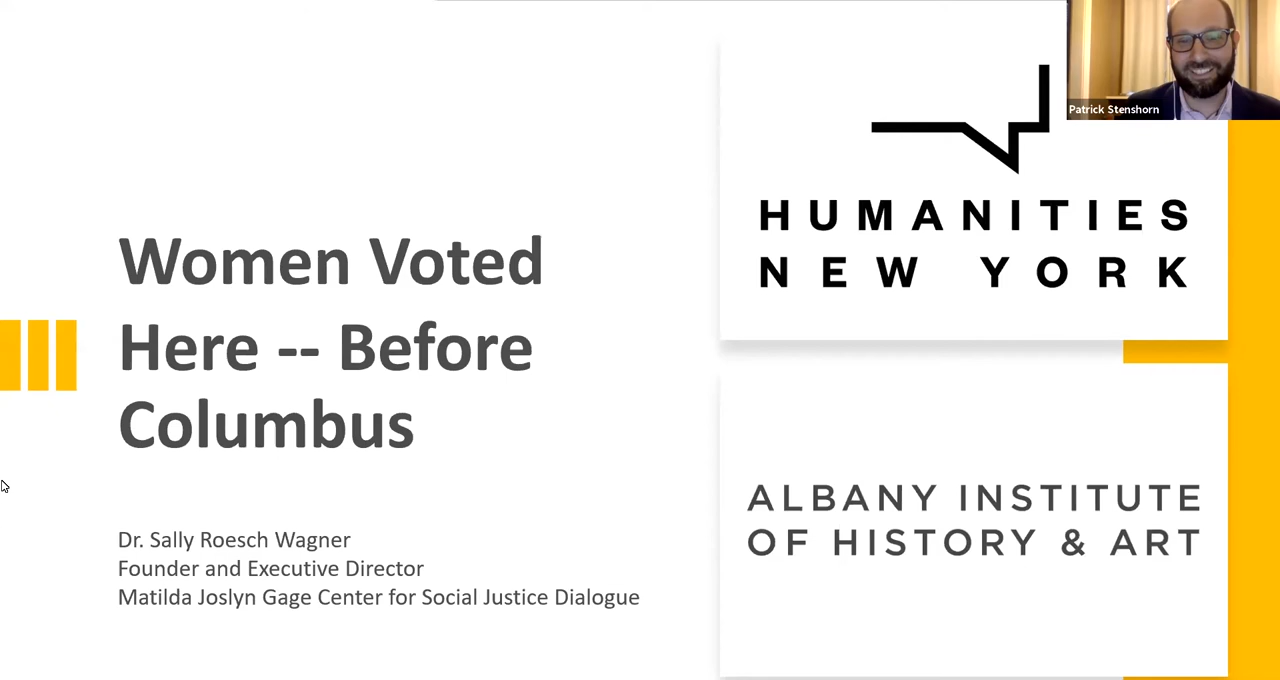 Women Voted
Here -- Before
Columbus
Dr. Sally Roesch Wagner
Founder and Executive Director
Matilda Joslyn Gage Center for Social Justice Dialogue
HUMANITIES
NEW YORK
ALBANY INSTITUTE
OF HISTORY & ART
Patrick Stenshorn